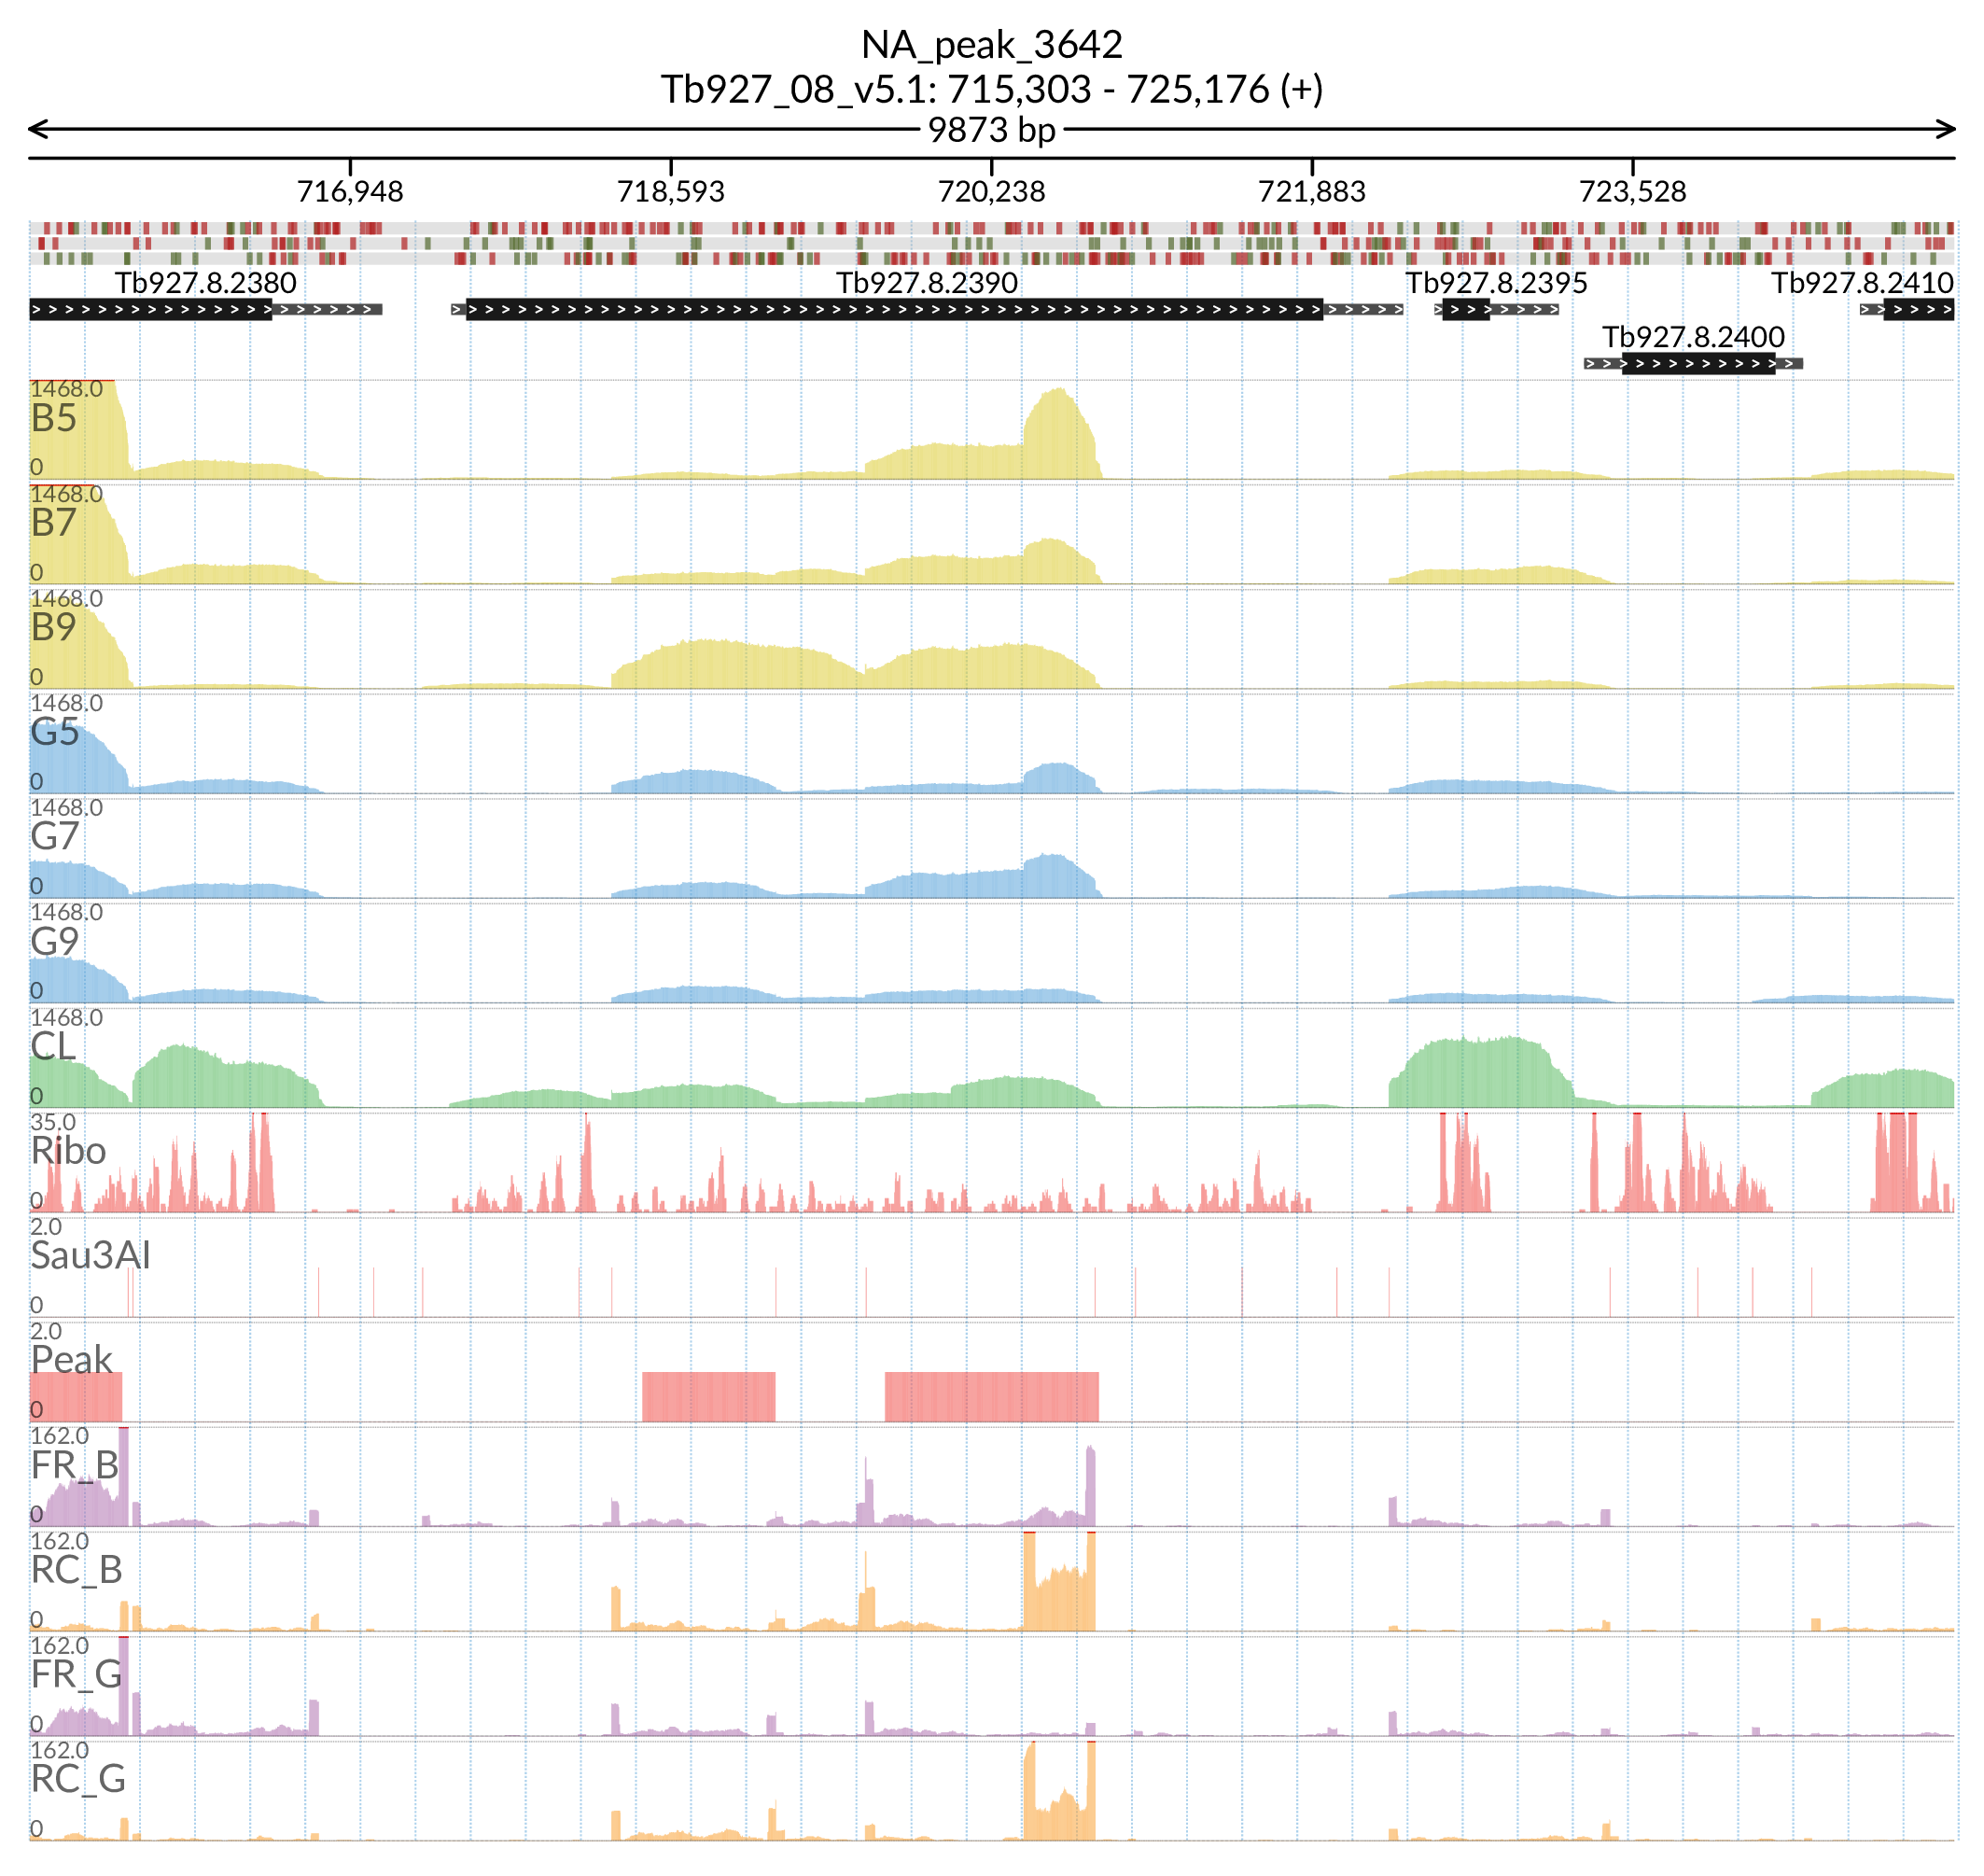 NA_peak_3642
Tb927_08_v5.1: 715,303 - 725,176 (+)
9873 bp
716,948 718,593 720,238 721,883 723,528
Tb927.8.2380 Tb927.8.2390 Tb927.8.2395 Tb927.8.2410
Tb927.8.2400
1468.0
B5
0
1468.0
B7
0
1468.0
B9
0
1468.0
G5
0
1468.0
G7
0
1468.0
G9
0
1468.0
CL
0
35.0
Ribo
0
2.0
Sau3AI
0
2.0
Peak
0
162.0
FR_B
0
162.0
RC_B
0
162.0
FR_G
0
162.0
RC_G
0